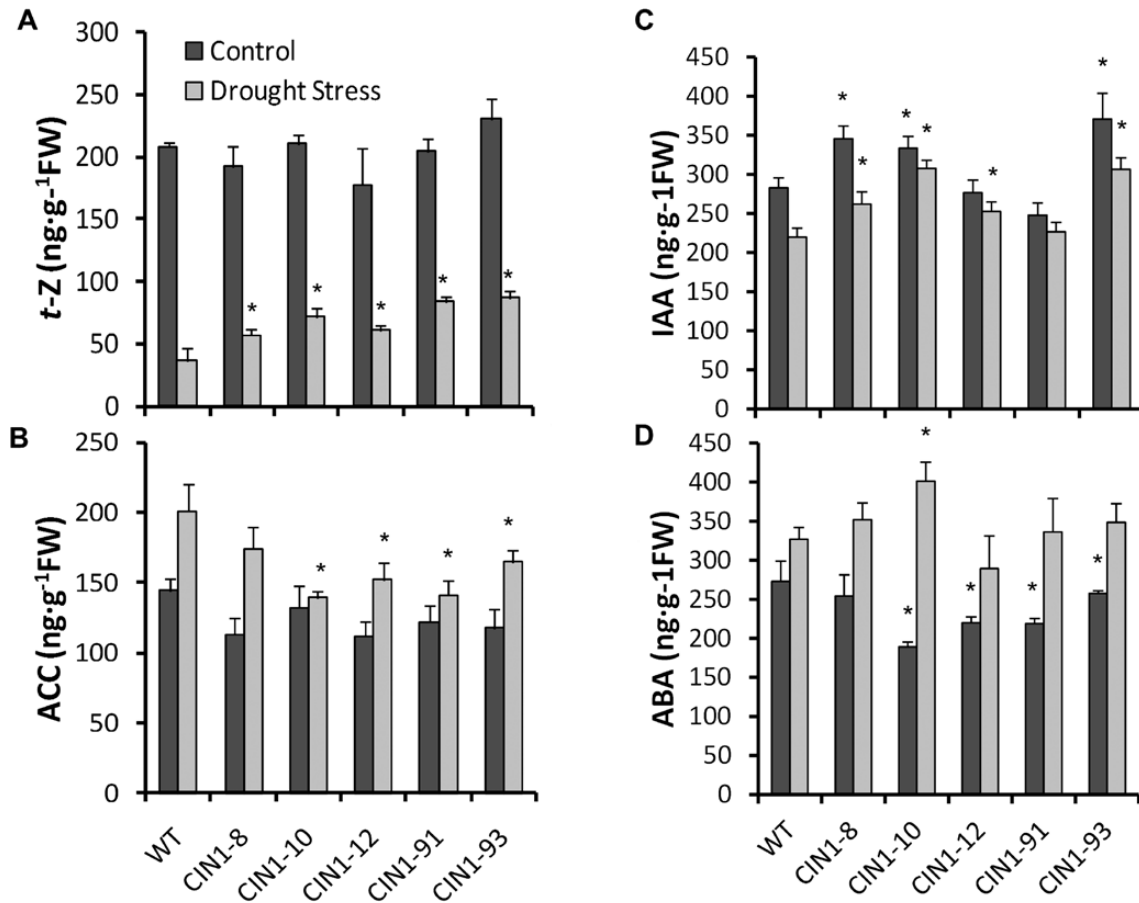 A
t-Z (ng·g-¹FW)
300
250
200
150
100
50
0
Control
Drought Stress
*
*
*
*
*
B
ACC (ng·g-¹FW)
250
200
150
100
50
0
*
*
*
*
WT
CIN1-8
CIN1-10
CIN1-12
CIN1-91
CIN1-93
C
IAA (ng·g-1FW)
450
400
350
300
250
200
150
100
50
0
*
*
*
*
*
*
*
D
ABA (ng·g-1FW)
450
400
350
300
250
200
150
100
50
0
*
*
*
*
*
WT
CIN1-8
CIN1-10
CIN1-12
CIN1-91
CIN1-93